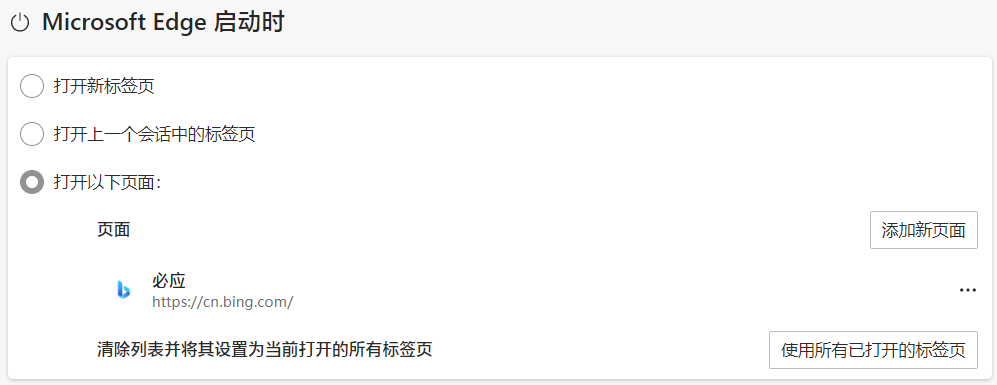 Microsoft Edge 启动时
打开新标签页
打开上一个会话中的标签页
打开以下页面：
页面
添加新页面
必应
https://cn.bing.com/
清除列表并将其设置为当前打开的所有标签页
使用所有已打开的标签页